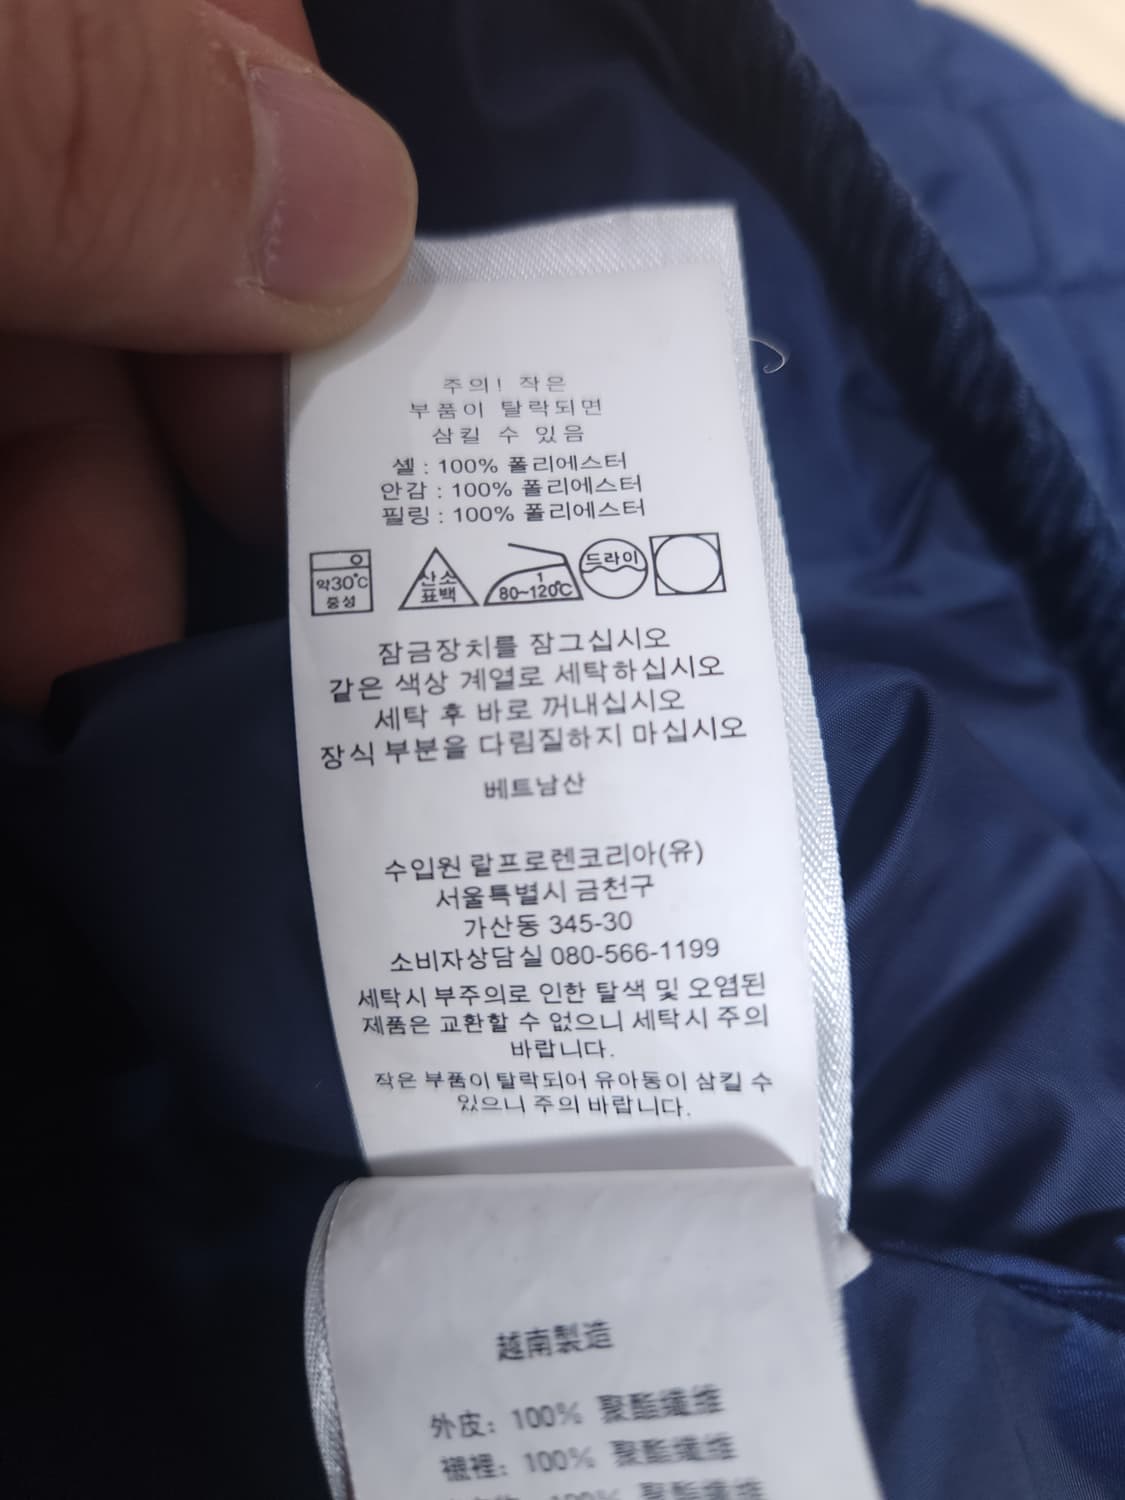 주의! 작은
부품이 탈락되면
삼킬 수 있음
셸 : 100% 폴리에스터
안감 : 100% 폴리에스터
필링 : 100% 폴리에스터
약30℃
중성
산소
표백
1
80~120℃
드라이
잠금장치를 잠그십시오
같은 색상 계열로 세탁하십시오
세탁 후 바로 꺼내십시오
장식 부분을 다림질하지 마십시오
베트남산
수입원 랄프로렌코리아(유)
서울특별시 금천구
가산동 345-30
소비자상담실 080-566-1199
세탁시 부주의로 인한 탈색 및 오염된
제품은 교환할 수 없으니 세탁시 주의
바랍니다.
작은 부품이 탈락되어 유아동이 삼킬 수
있으니 주의 바랍니다.
越南製造
外皮: 100% 聚酯纖維
襯裡: 100% 聚酯纖維
100% 聚酯纖維